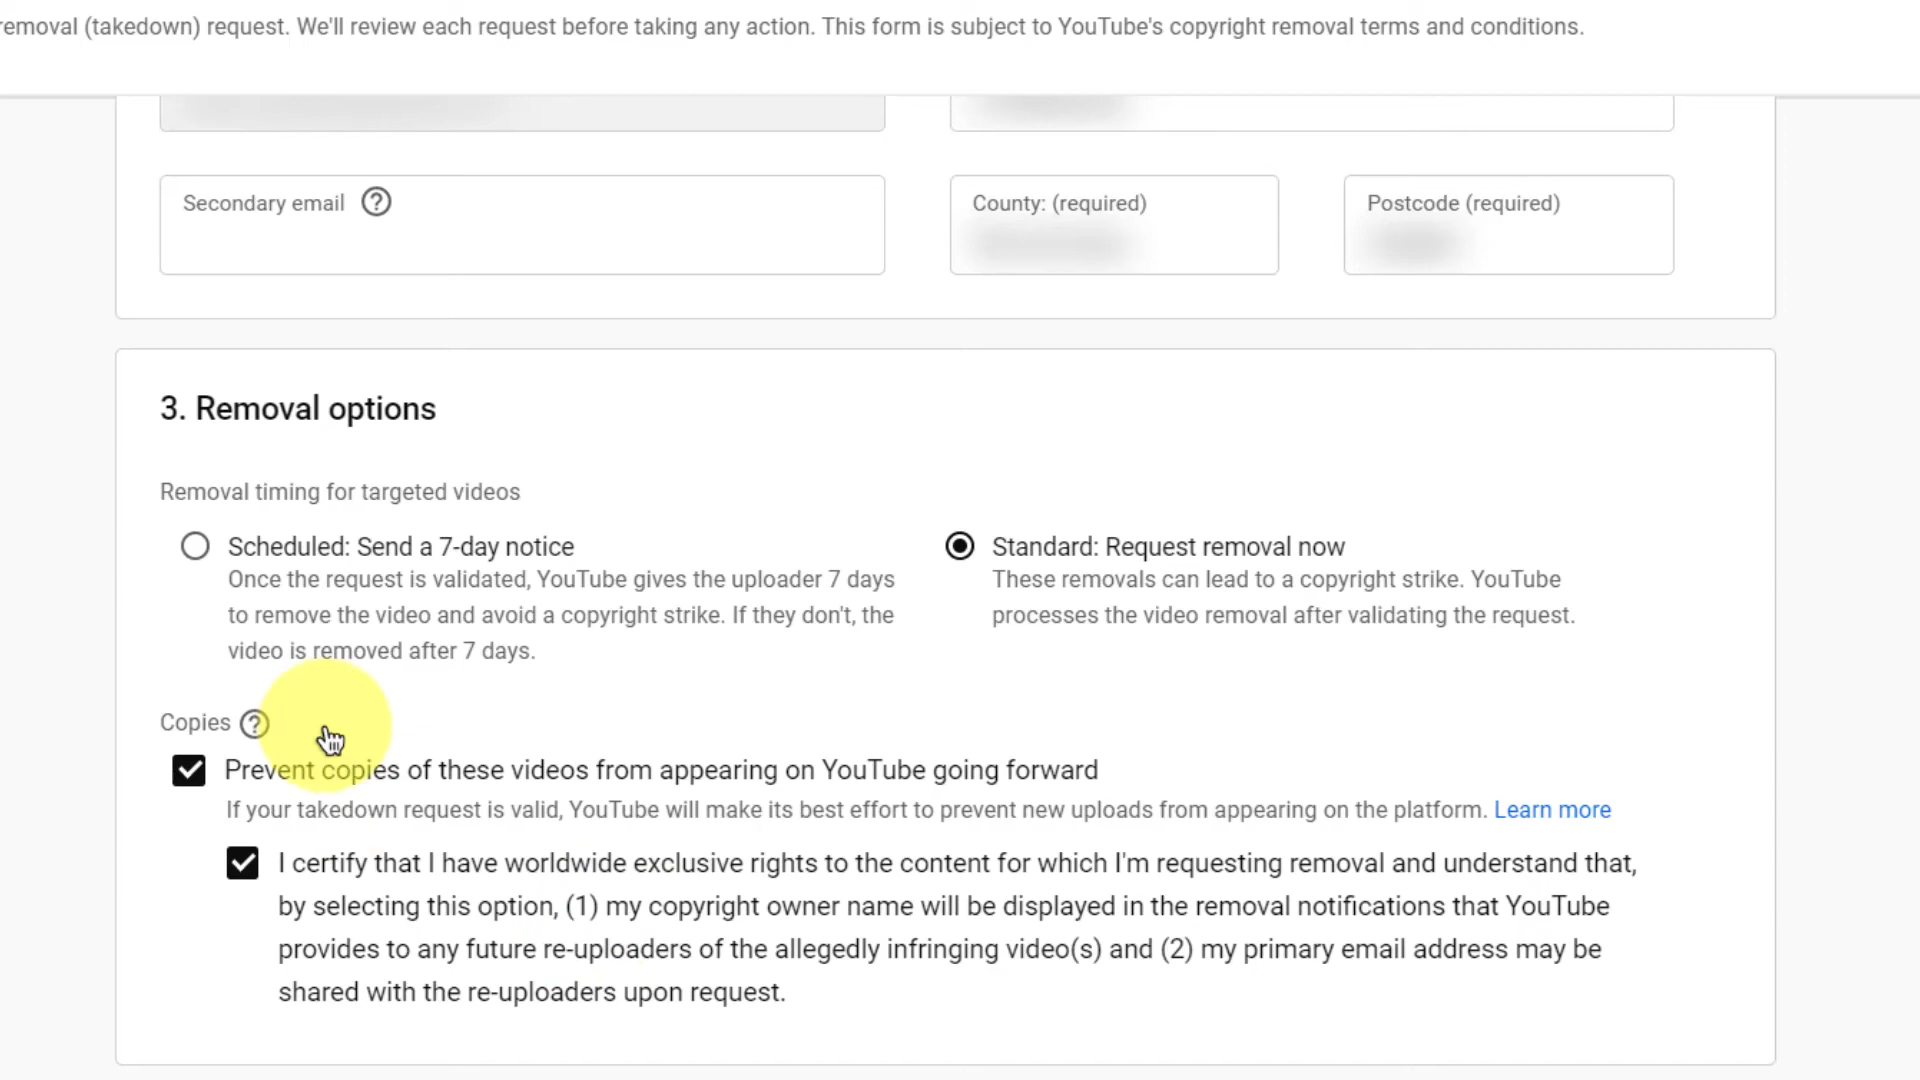 removal (takedown) request. We'll review each request before taking any action. This form is subject to YouTube's copyright removal terms and conditions.
Secondary email
County: (required)
Postcode (required)
3. Removal options
Removal timing for targeted videos
Scheduled: Send a 7-day notice
Once the request is validated, YouTube gives the uploader 7 days
to remove the video and avoid a copyright strike. If they don't, the
video is removed after 7 days.
Standard: Request removal now
These removals can lead to a copyright strike. YouTube
processes the video removal after validating the request.
Copies
Prevent copies of these videos from appearing on YouTube going forward
If your takedown request is valid, YouTube will make its best effort to prevent new uploads from appearing on the platform. Learn more
I certify that I have worldwide exclusive rights to the content for which I'm requesting removal and understand that,
by selecting this option, (1) my copyright owner name will be displayed in the removal notifications that YouTube
provides to any future re-uploaders of the allegedly infringing video(s) and (2) my primary email address may be
shared with the re-uploaders upon request.